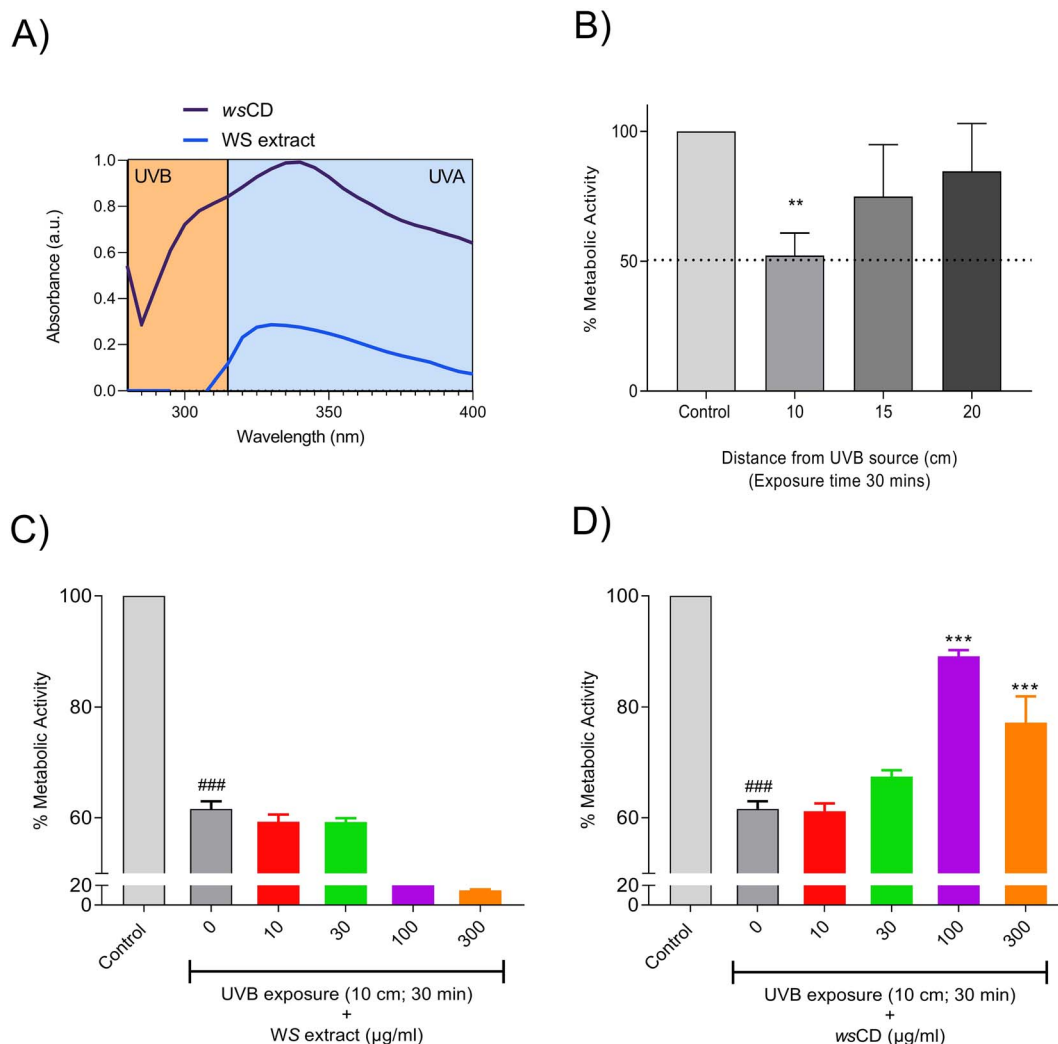 A)
wsCD
WS extract
UVB
UVA
1.0
0.8
0.6
0.4
0.2
0.0
Absorbance (a.u.)
300
350
400
Wavelength (nm)
B)
100
50
0
% Metabolic Activity
**
Control
10
15
20
Distance from UVB source (cm)
(Exposure time 30 mins)
C)
100
80
60
20
0
% Metabolic Activity
###
Control
0
10
30
100
300
UVB exposure (10 cm; 30 min)
+
WS extract (µg/ml)
D)
100
80
60
20
0
% Metabolic Activity
###
***
***
Control
0
10
30
100
300
UVB exposure (10 cm; 30 min)
+
wsCD (µg/ml)